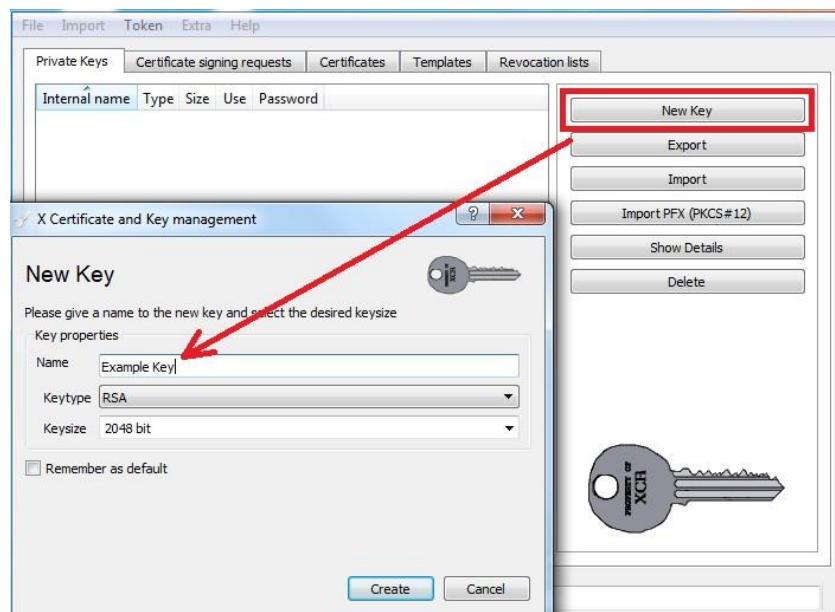 File Import Token Extra Help
Private Keys Certificate signing requests Certificates Templates Revocation lists
Internal name Type Size Use Password
New Key
Export
Import
Import PFX (PKCS#12)
Show Details
Delete
PROPERTY OF
XCA
X Certificate and Key management
New Key
Please give a name to the new key and select the desired keysize
Key properties
Name Example Key
Keytype RSA
Keysize 2048 bit
Remember as default
Create Cancel